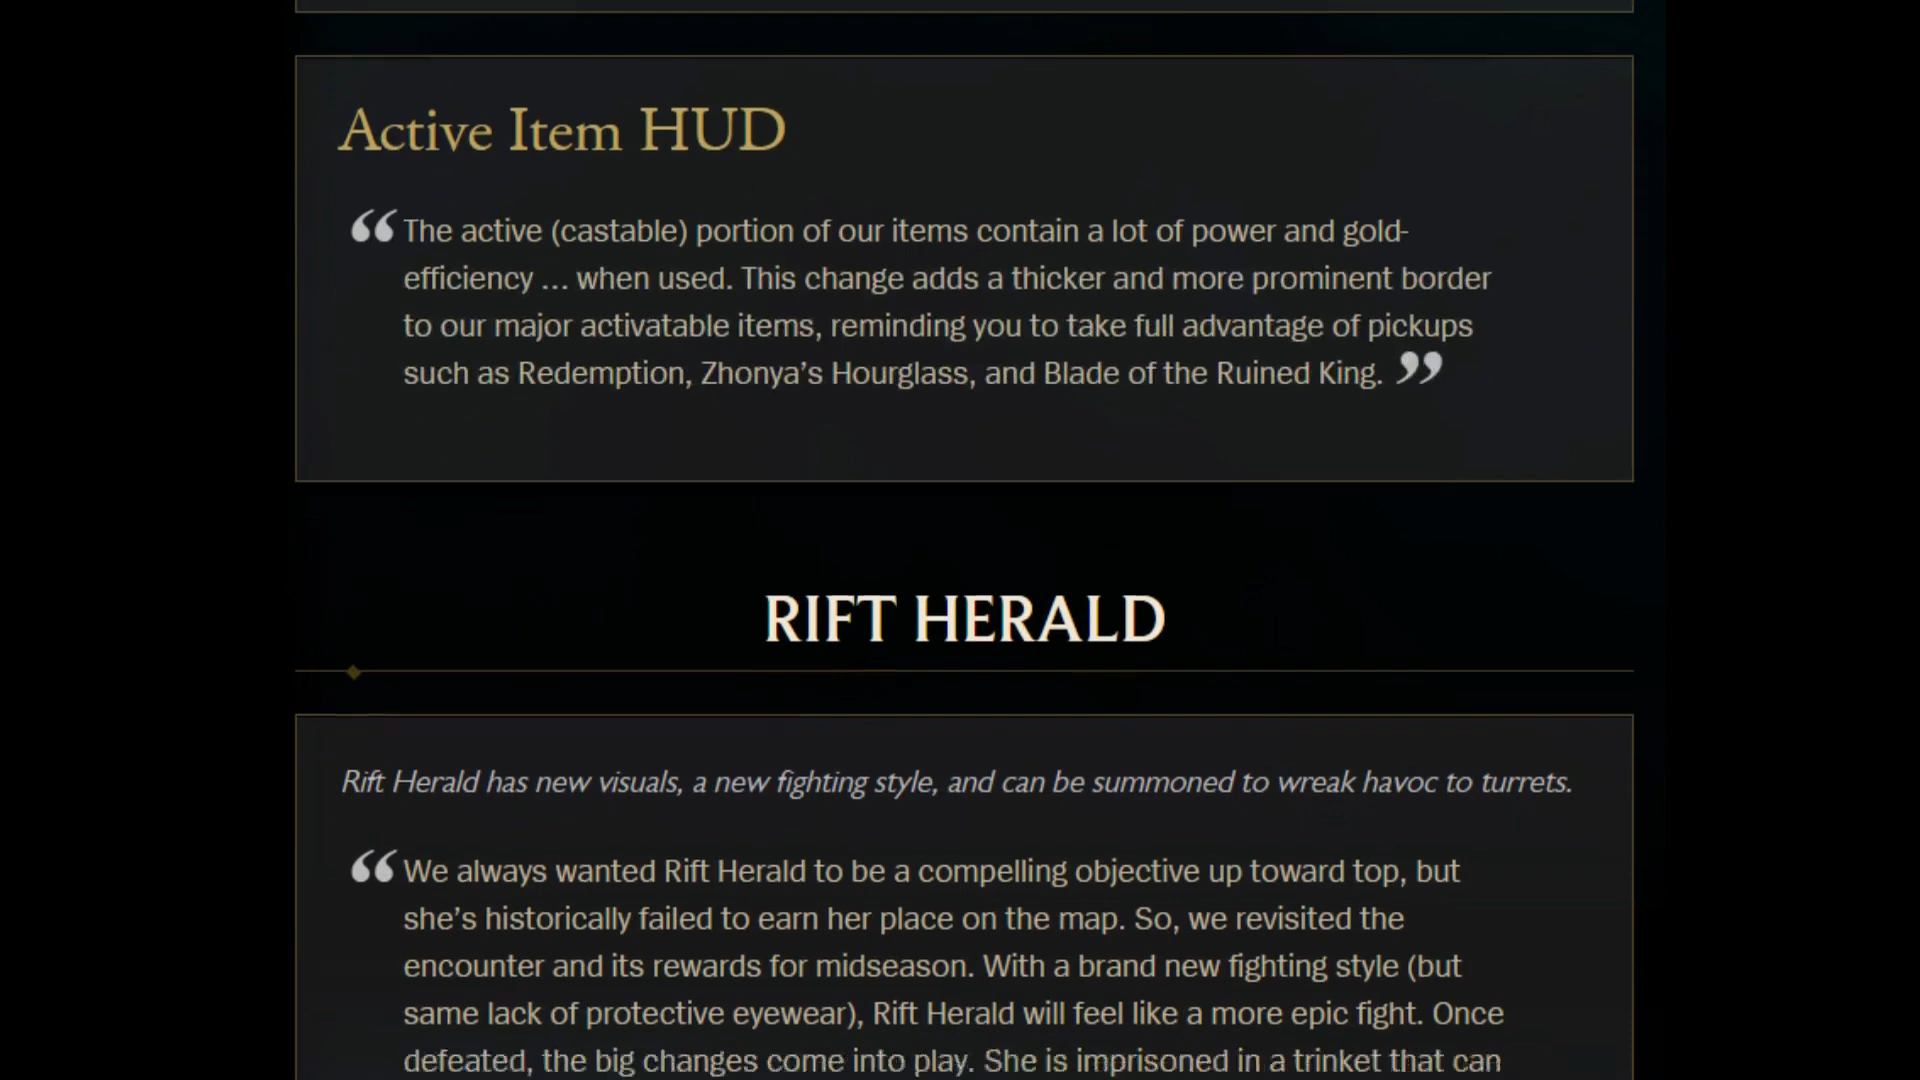 Active Item HUD
“The active (castable) portion of our items contain a lot of power and gold-
efficiency ... when used. This change adds a thicker and more prominent border
to our major activatable items, reminding you to take full advantage of pickups
such as Redemption, Zhonya’s Hourglass, and Blade of the Ruined King. ”
RIFT HERALD
Rift Herald has new visuals, a new fighting style, and can be summoned to wreak havoc to turrets.
“We always wanted Rift Herald to be a compelling objective up toward top, but
she’s historically failed to earn her place on the map. So, we revisited the
encounter and its rewards for midseason. With a brand new fighting style (but
same lack of protective eyewear), Rift Herald will feel like a more epic fight. Once
defeated, the big changes come into play. She is imprisoned in a trinket that can